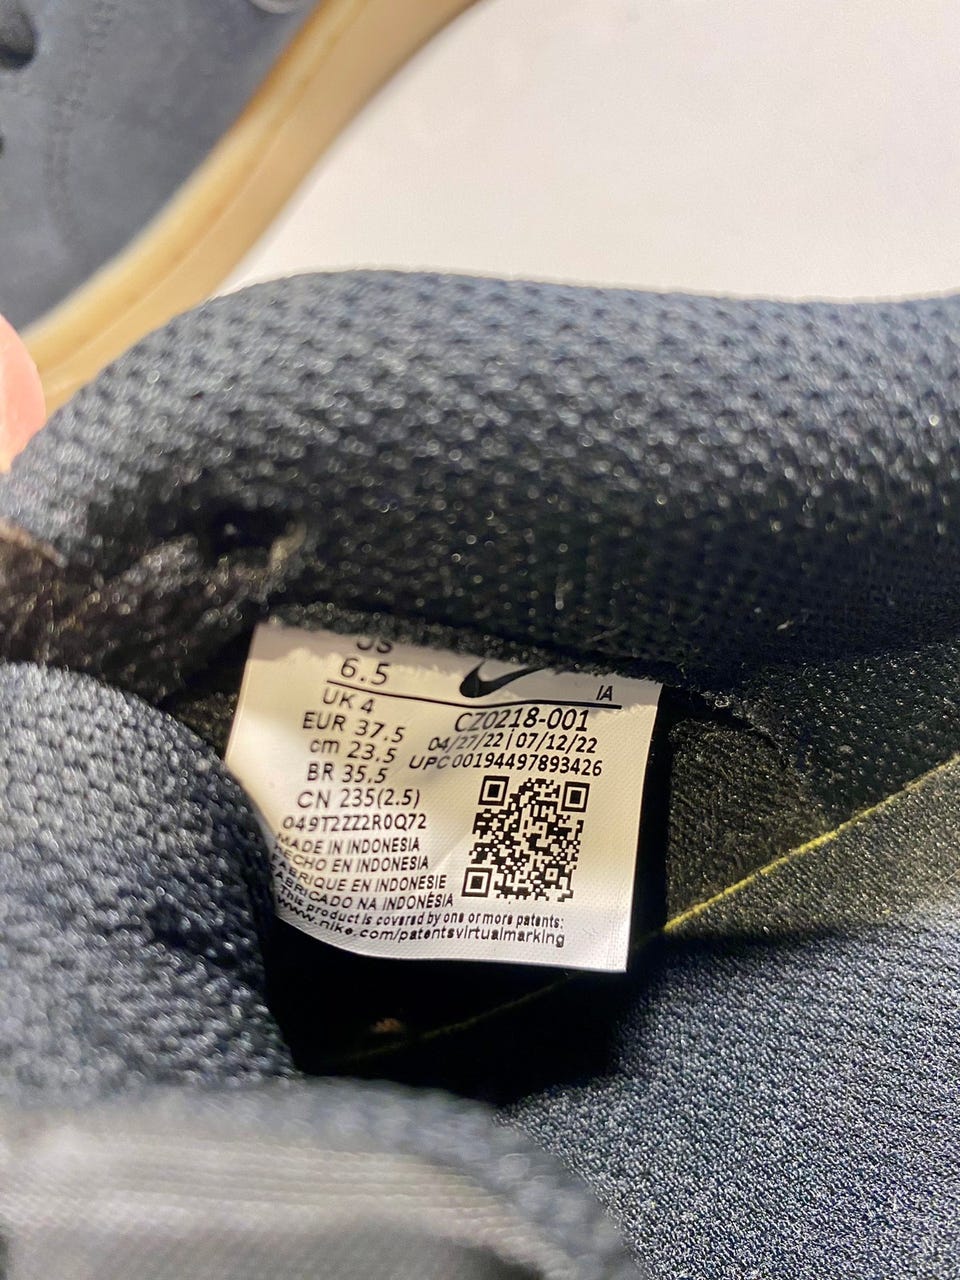 US
6.5
IA
UK 4
EUR 37.5
cm 23.5
BR 35.5
CN 235(2.5)
049T2ZZ2R0Q72
CZ0218-001
04/27/22|07/12/22
UPC00194497893426
MADE IN INDONESIA
HECHO EN INDONESIA
FABRIQUE EN INDONESIE
FABRICADO NA INDONÉSIA
This product is covered by one or more patents:
www.nike.com/patentsvirtualmarking